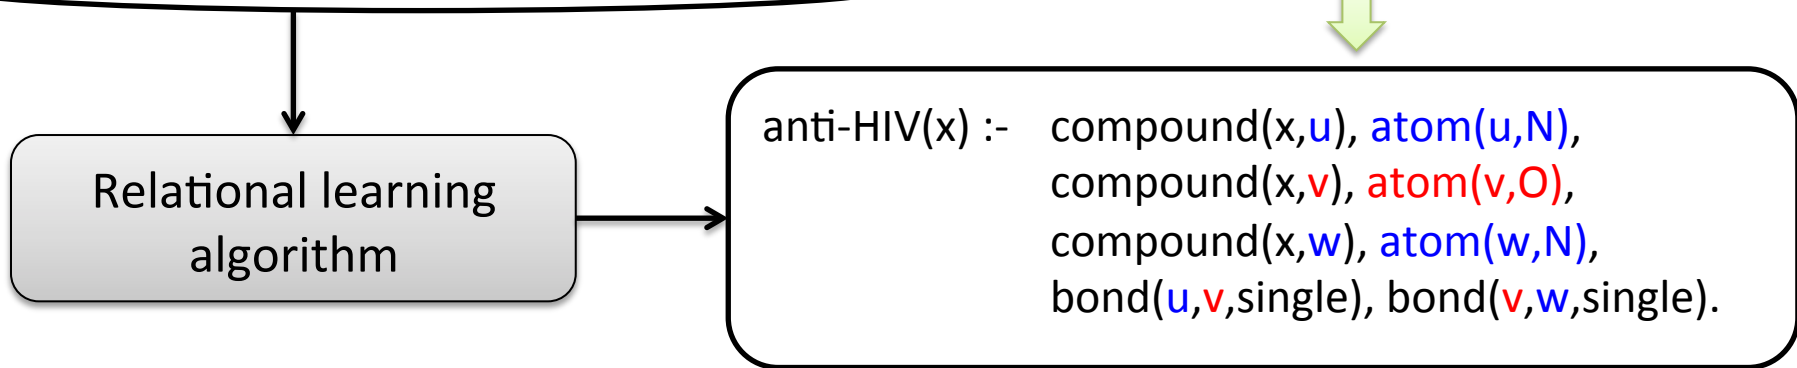 Relational learning
algorithm
anti-HIV(x) :- compound(x,u), atom(u,N),
compound(x,v), atom(v,O),
compound(x,w), atom(w,N),
bond(u,v,single), bond(v,w,single).